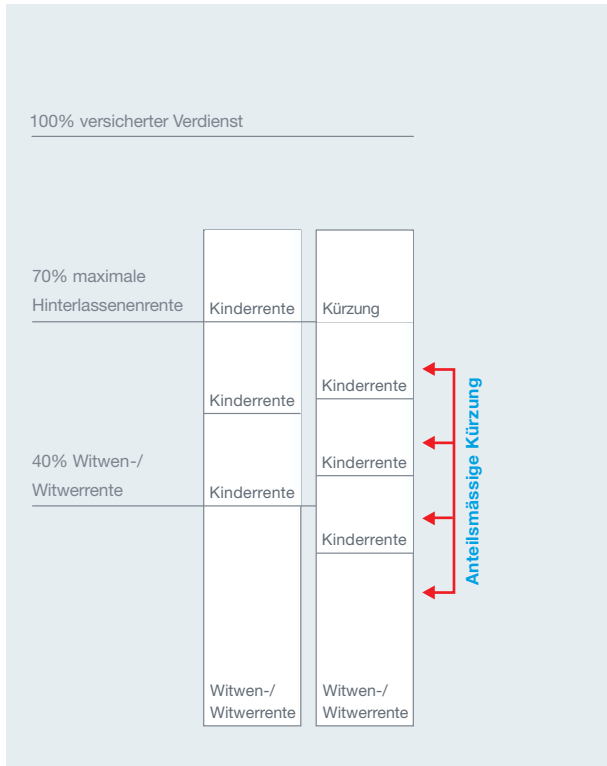 100% versicherter Verdienst
70% maximale
Hinterlassenenrente
Kinderrente
Kürzung
Kinderrente
Kinderrente
40% Witwen-/
Witwerrente
Kinderrente
Kinderrente
Kinderrente
Anteilsmässige Kürzung
Witwen-/
Witwerrente
Witwen-/
Witwerrente